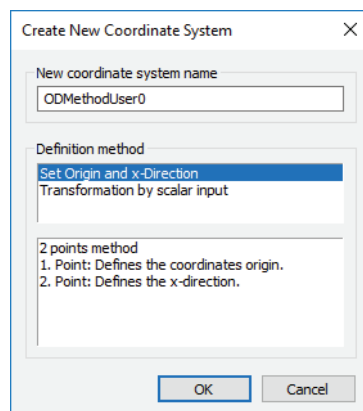 Create New Coordinate System
New coordinate system name
ODMethodUser0
Definition method
Set Origin and x-Direction
Transformation by scalar input
2 points method
1. Point: Defines the coordinates origin.
2. Point: Defines the x-direction.
OK
Cancel